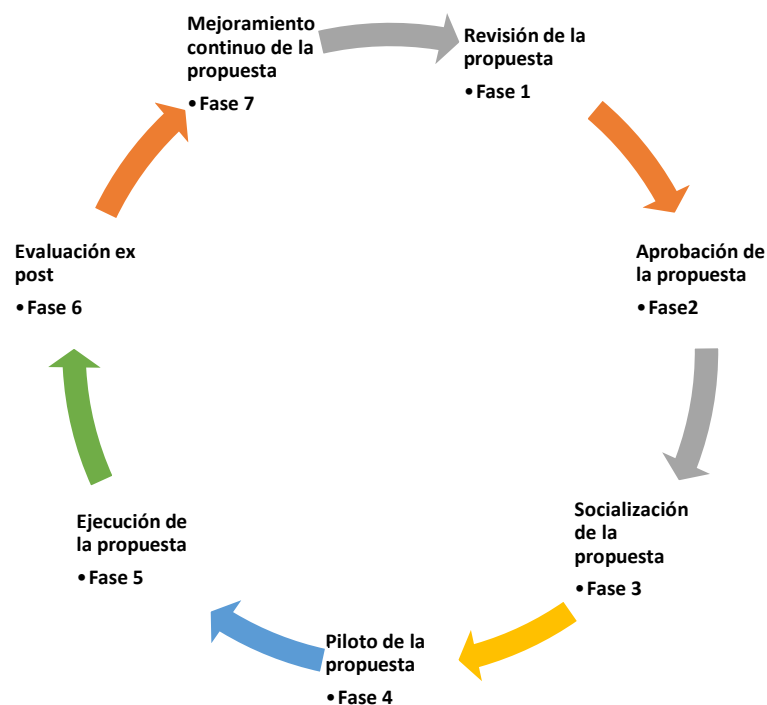 Revisión de la
propuesta
•Fase 1
Aprobación de
la propuesta
•Fase2
Socialización
de la
propuesta
•Fase 3
Piloto de la
propuesta
•Fase 4
Ejecución de
la propuesta
•Fase 5
Evaluación ex
post
•Fase 6
Mejoramiento
continuo de la
propuesta
•Fase 7